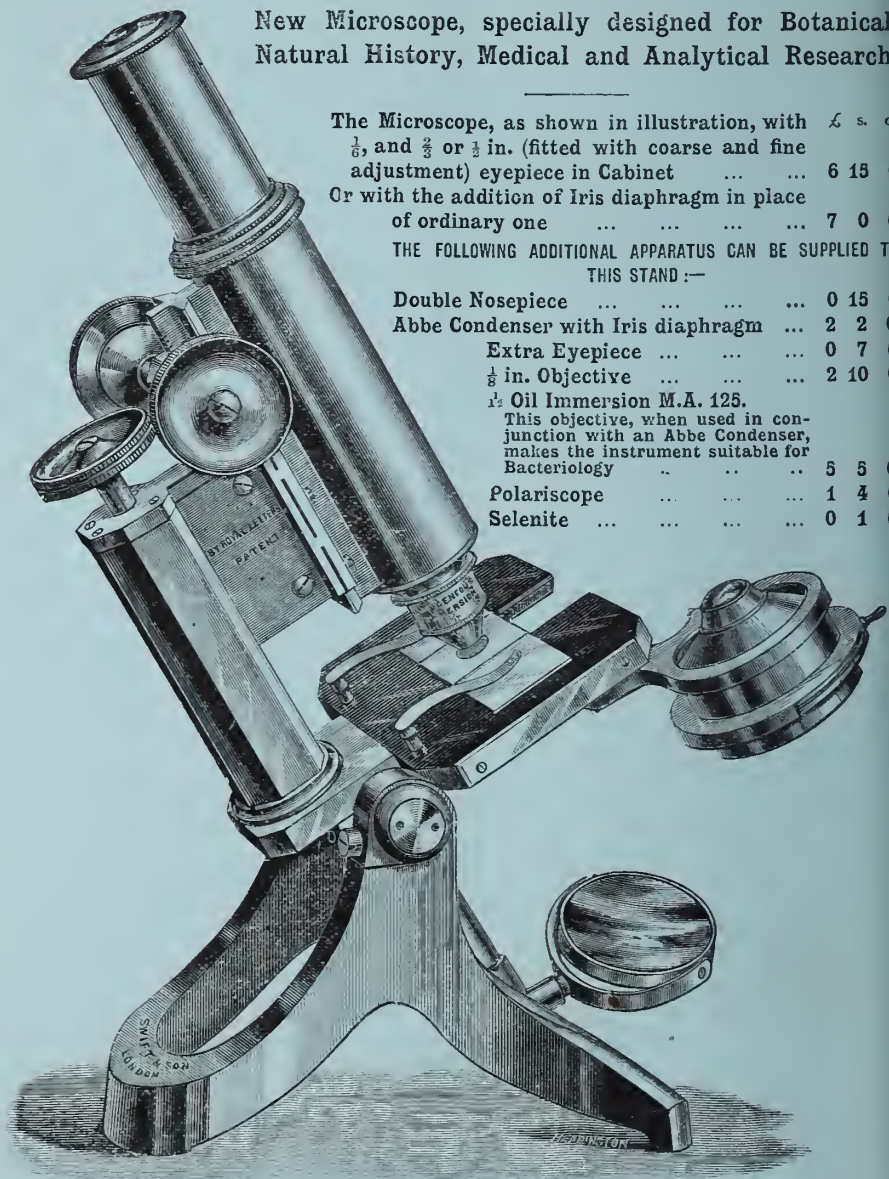 New Microscope, specially designed for Botanical
Natural History, Medical and Analytical Research
The Microscope, as shown in illustration, with £ s.
⅙, and ⅔ or ½ in. (fitted with coarse and fine
adjustment) eyepiece in Cabinet ... ... 6 15
Or with the addition of Iris diaphragm in place
of ordinary one ... ... ... ... 7 0
THE FOLLOWING ADDITIONAL APPARATUS CAN BE SUPPLIED T
THIS STAND :—
Double Nosepiece ... ... ... ... 0 15
Abbe Condenser with Iris diaphragm ... 2 2
Extra Eyepiece ... ... ... 0 7
⅛ in. Objective ... ... ... 2 10
1/12 Oil Immersion M.A. 125.
This objective, when used in con-
junction with an Abbe Condenser,
makes the instrument suitable for
Bacteriology .. .. .. 5 5
Polariscope ... ... ... 1 4
Selenite ... ... ... ... 0 1
BY ROYAL LETTERS
PATENT
SWIFT & SON
LONDON